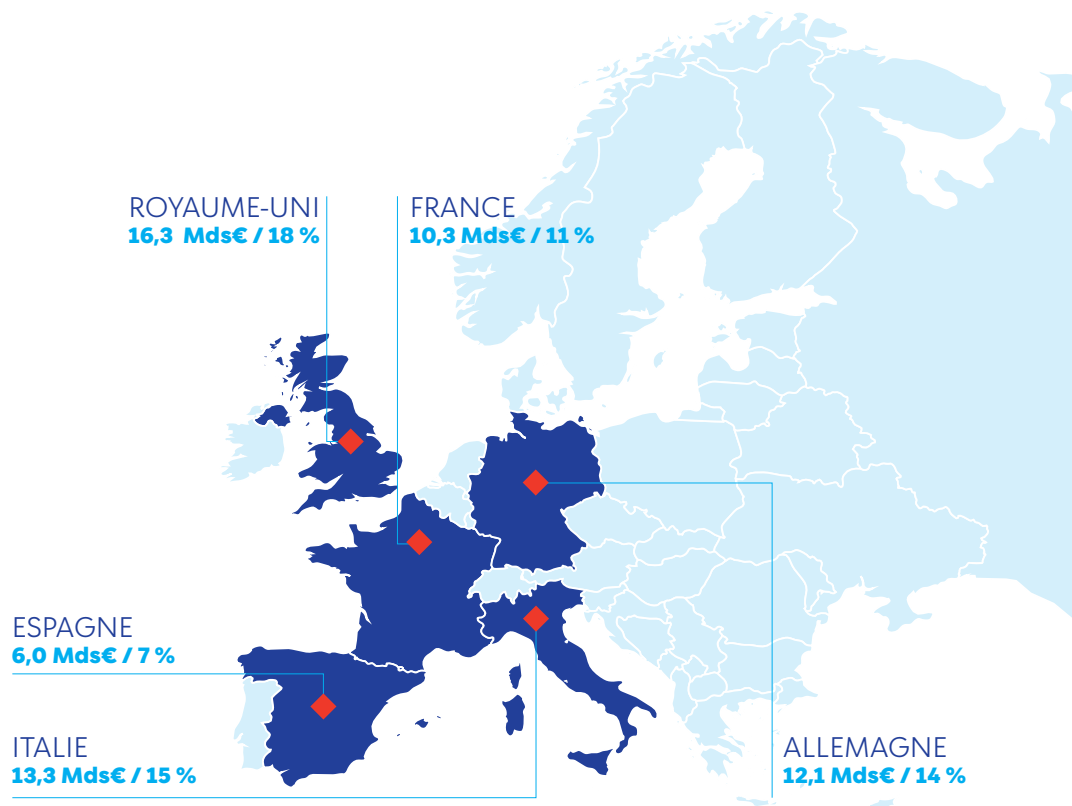 ROYAUME-UNI
16,3 Mds€ / 18 %
FRANCE
10,3 Mds€ / 11 %
ESPAGNE
6,0 Mds€ / 7 %
ITALIE
13,3 Mds€ / 15 %
ALLEMAGNE
12,1 Mds€ / 14 %